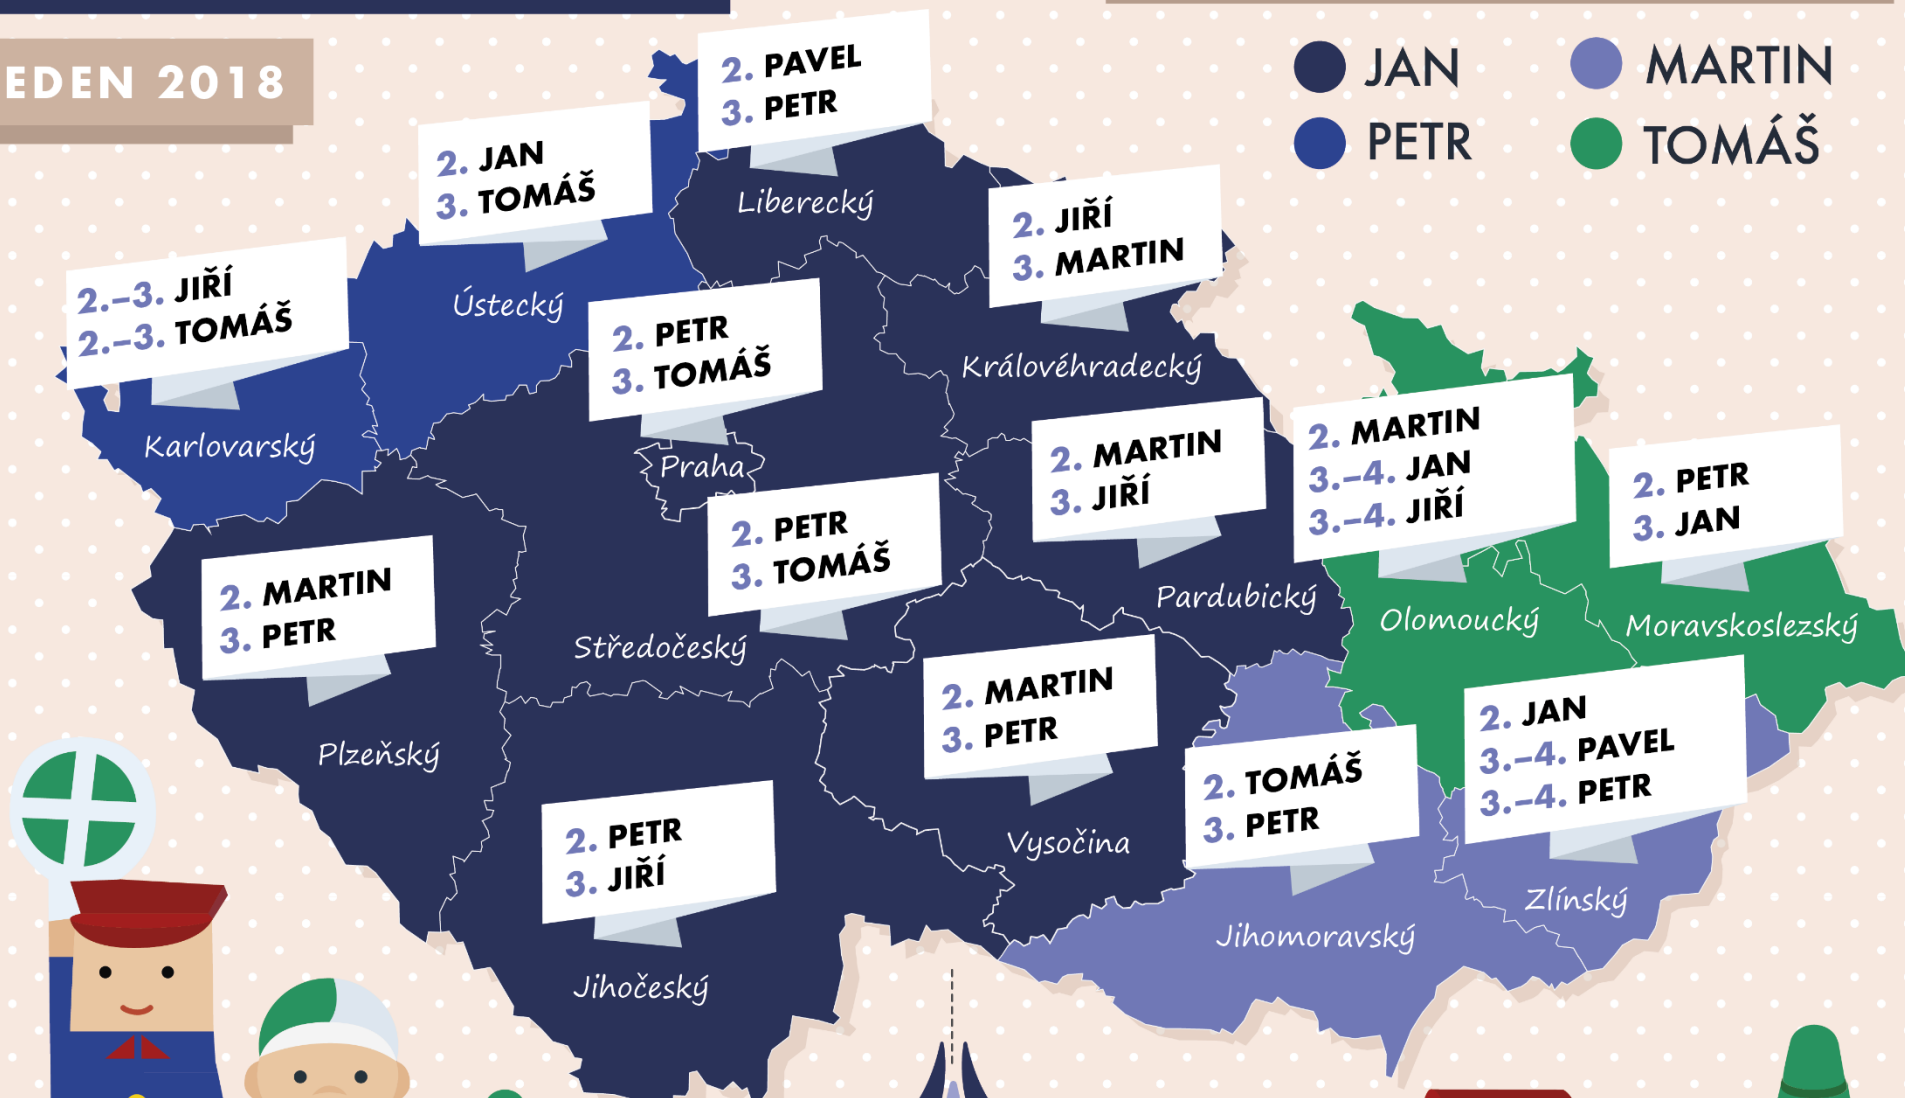 EDEN 2018
JAN
MARTIN
PETR
TOMÁŠ
2. PAVEL
3. PETR
Liberecký
2. JAN
3. TOMÁŠ
Ústecký
2.–3. JIŘÍ
2.–3. TOMÁŠ
Karlovarský
2. JIŘÍ
3. MARTIN
Královéhradecký
2. PETR
3. TOMÁŠ
Praha
2. MARTIN
3. JIŘÍ
Pardubický
2. MARTIN
3.–4. JAN
3.–4. JIŘÍ
Olomoucký
2. PETR
3. JAN
Moravskoslezský
2. PETR
3. TOMÁŠ
Středočeský
2. MARTIN
3. PETR
Plzeňský
2. MARTIN
3. PETR
Vysočina
2. JAN
3.–4. PAVEL
3.–4. PETR
Zlínský
2. TOMÁŠ
3. PETR
Jihomoravský
2. PETR
3. JIŘÍ
Jihočeský